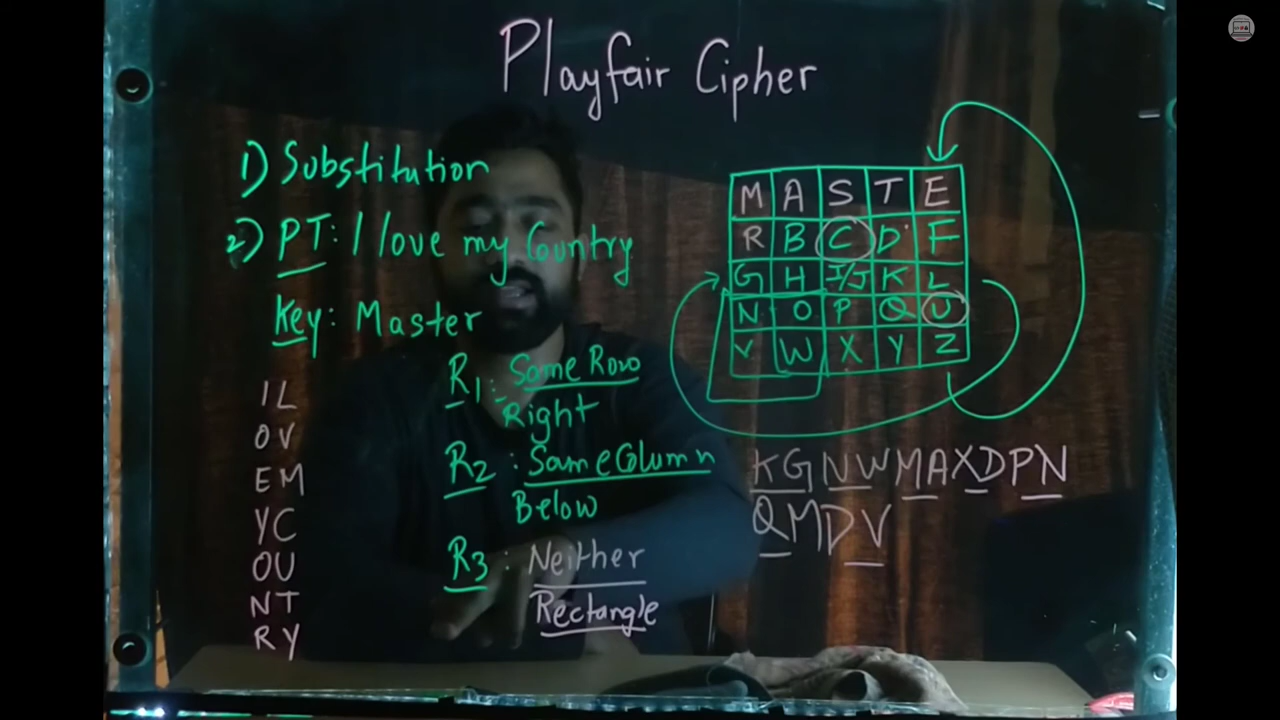 Playfair Cipher
1) Substitution
2) PT: I love my Country
Key: Master
IL
OV
EM
YC
OU
NT
RY
R1: Same Row
Right
R2: Same Column
Below
R3: Neither
Rectangle
M A S T E
R B C D F
G H I/J K L
N O P Q U
V W X Y Z
KGNWMAXDPN
QMDV